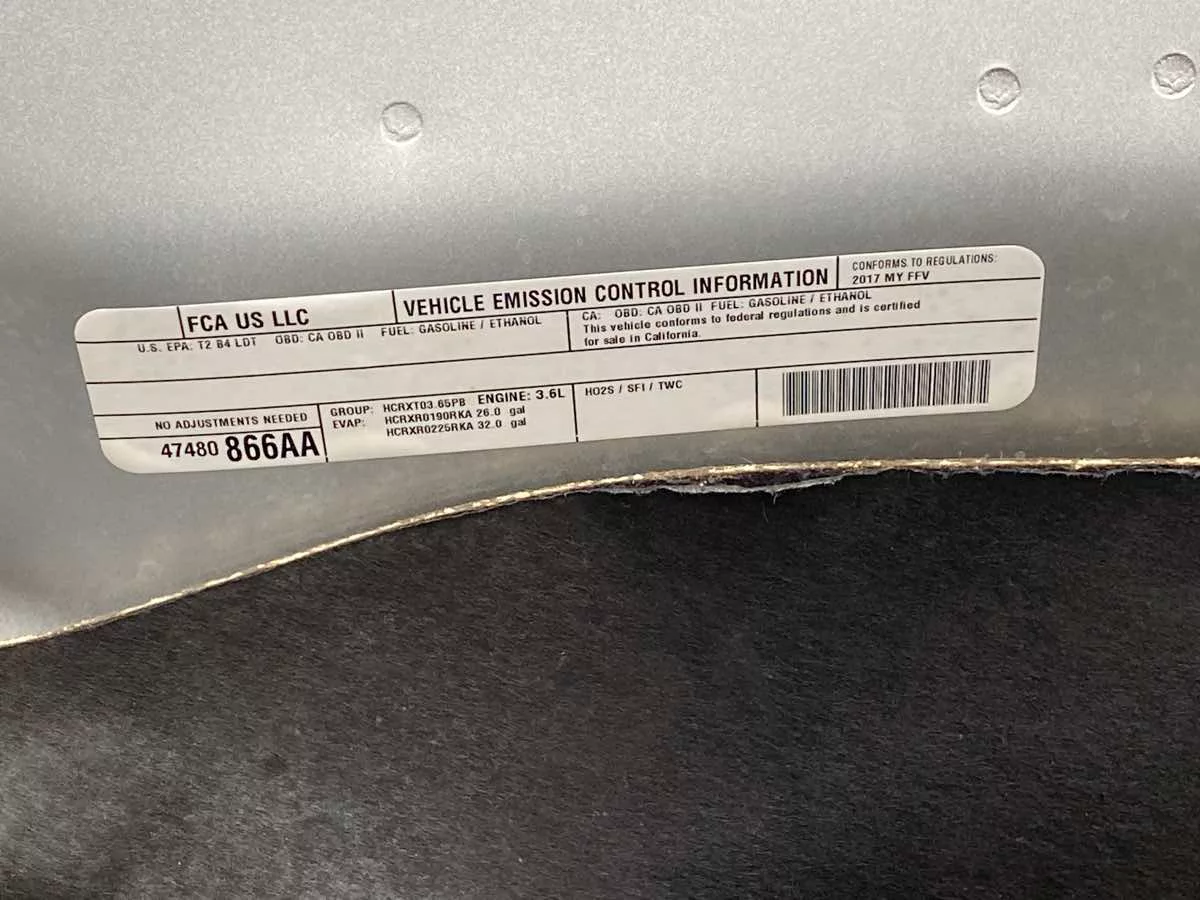 FCA US LLC
VEHICLE EMISSION CONTROL INFORMATION
CONFORMS TO REGULATIONS:
2017 MY FFV
U.S. EPA: T2 B4 LDT OBD: CA OBD II FUEL: GASOLINE / ETHANOL
CA: OBD: CA OBD II FUEL: GASOLINE / ETHANOL
This vehicle conforms to federal regulations and is certified
for sale in California.
NO ADJUSTMENTS NEEDED
47480 866AA
GROUP: HCRXT03.65PB ENGINE: 3.6L
EVAP: HCRXR0190RKA 26.0 gal
HCRXR0225RKA 32.0 gal
HO2S / SFI / TWC